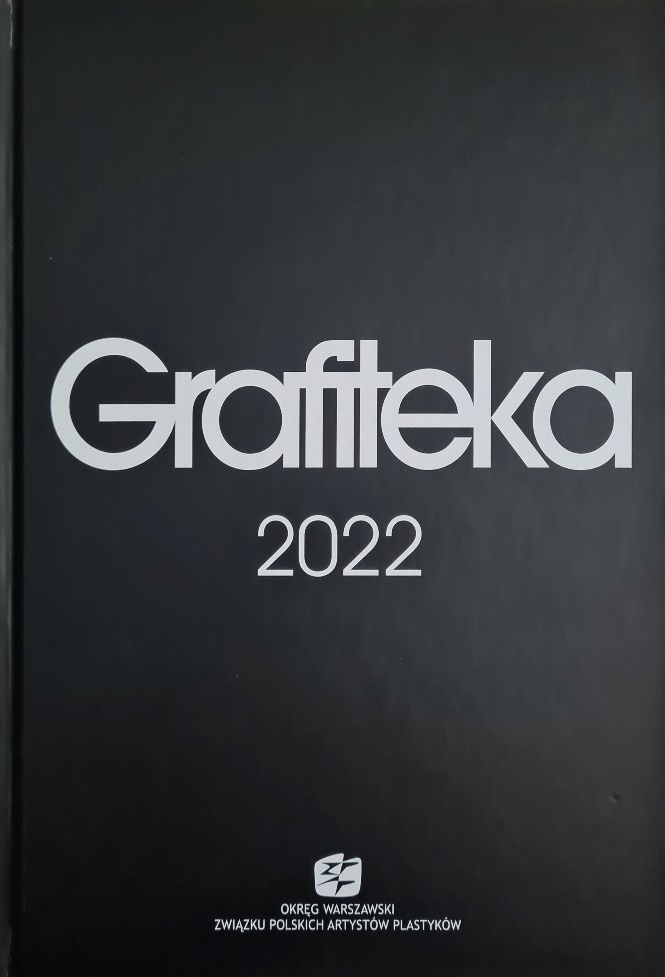 Grafiteka
2022
OKRĘG WARSZAWSKI
ZWIĄZKU POLSKICH ARTYSTÓW PLASTYKÓW